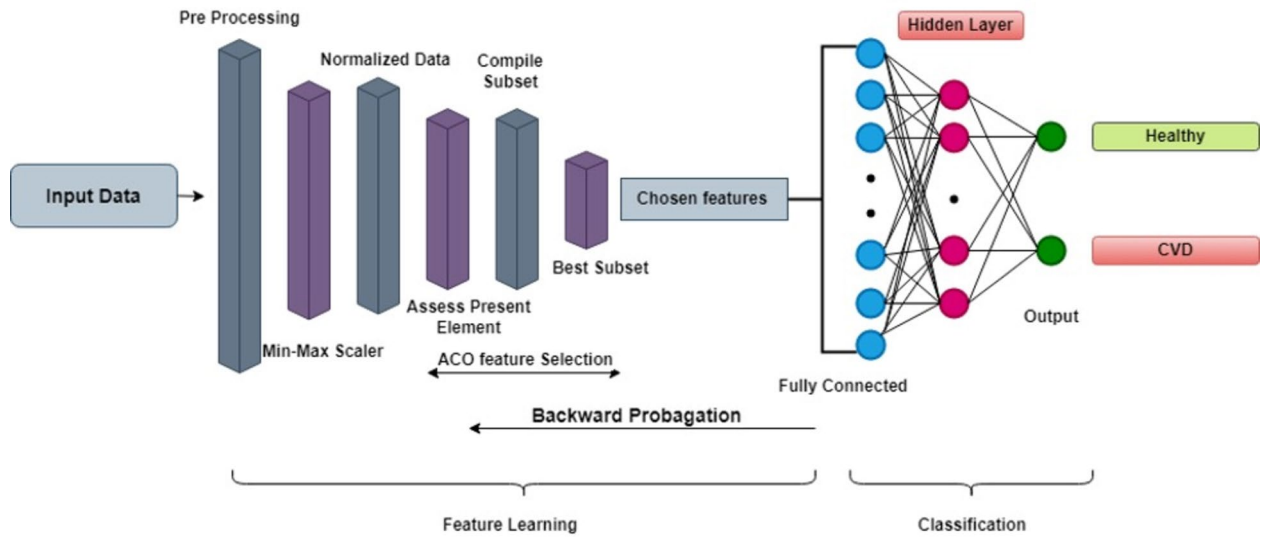 Pre Processing
Hidden Layer
Normalized Data
Compile
Subset
Healthy
Input Data
Chosen features
CVD
Best Subset
Assess Present
Element
Output
Min-Max Scaler
ACO feature Selection
Fully Connected
Backward Probagation
Feature Learning
Classification